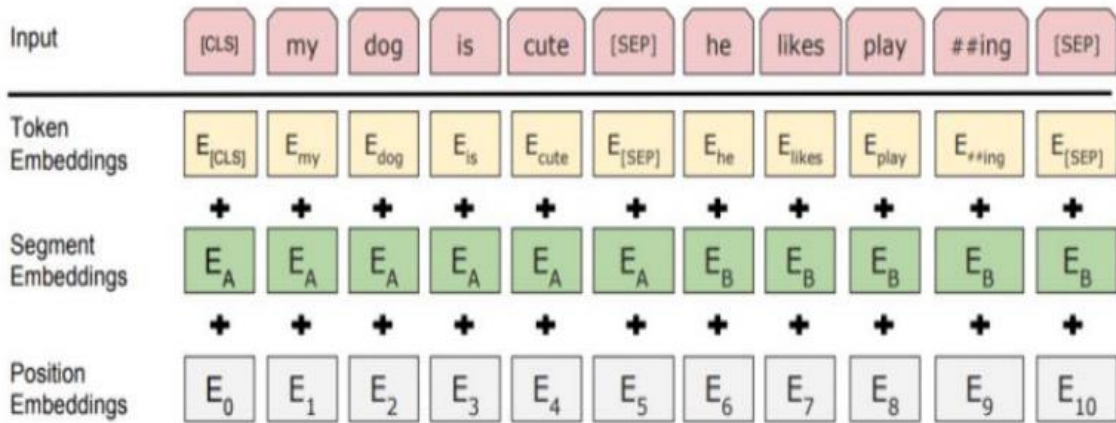 Input [CLS] my dog is cute [SEP] he likes play ##ing [SEP]
Token Embeddings E[CLS] Emy Edog Eis Ecute E[SEP] Ehe Elikes Eplay E##ing E[SEP]
+ + + + + + + + + + +
Segment Embeddings EA EA EA EA EA EA EB EB EB EB EB
+ + + + + + + + + + +
Position Embeddings E0 E1 E2 E3 E4 E5 E6 E7 E8 E9 E10